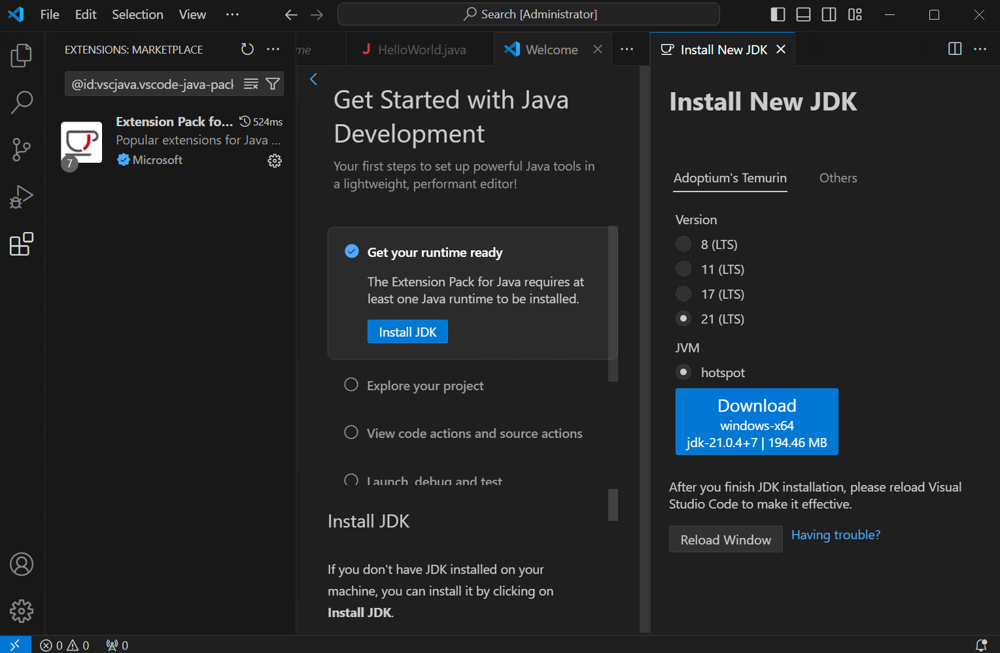 File Edit Selection View ···
Search [Administrator]
EXTENSIONS: MARKETPLACE
@id:vscjava.vscode-java-pack
Extension Pack fo... 524ms
Popular extensions for Java ...
Microsoft
7
me
J HelloWorld.java
Welcome
Get Started with Java
Development
Your first steps to set up powerful Java tools in
a lightweight, performant editor!
Get your runtime ready
The Extension Pack for Java requires at
least one Java runtime to be installed.
Install JDK
Explore your project
View code actions and source actions
Launch, debug and test
Install JDK
If you don't have JDK installed on your
machine, you can install it by clicking on
Install JDK.
Install New JDK
Install New JDK
Adoptium's Temurin Others
Version
8 (LTS)
11 (LTS)
17 (LTS)
21 (LTS)
JVM
hotspot
Download
windows-x64
jdk-21.0.4+7 | 194.46 MB
After you finish JDK installation, please reload Visual
Studio Code to make it effective.
Reload Window Having trouble?
0 0 0